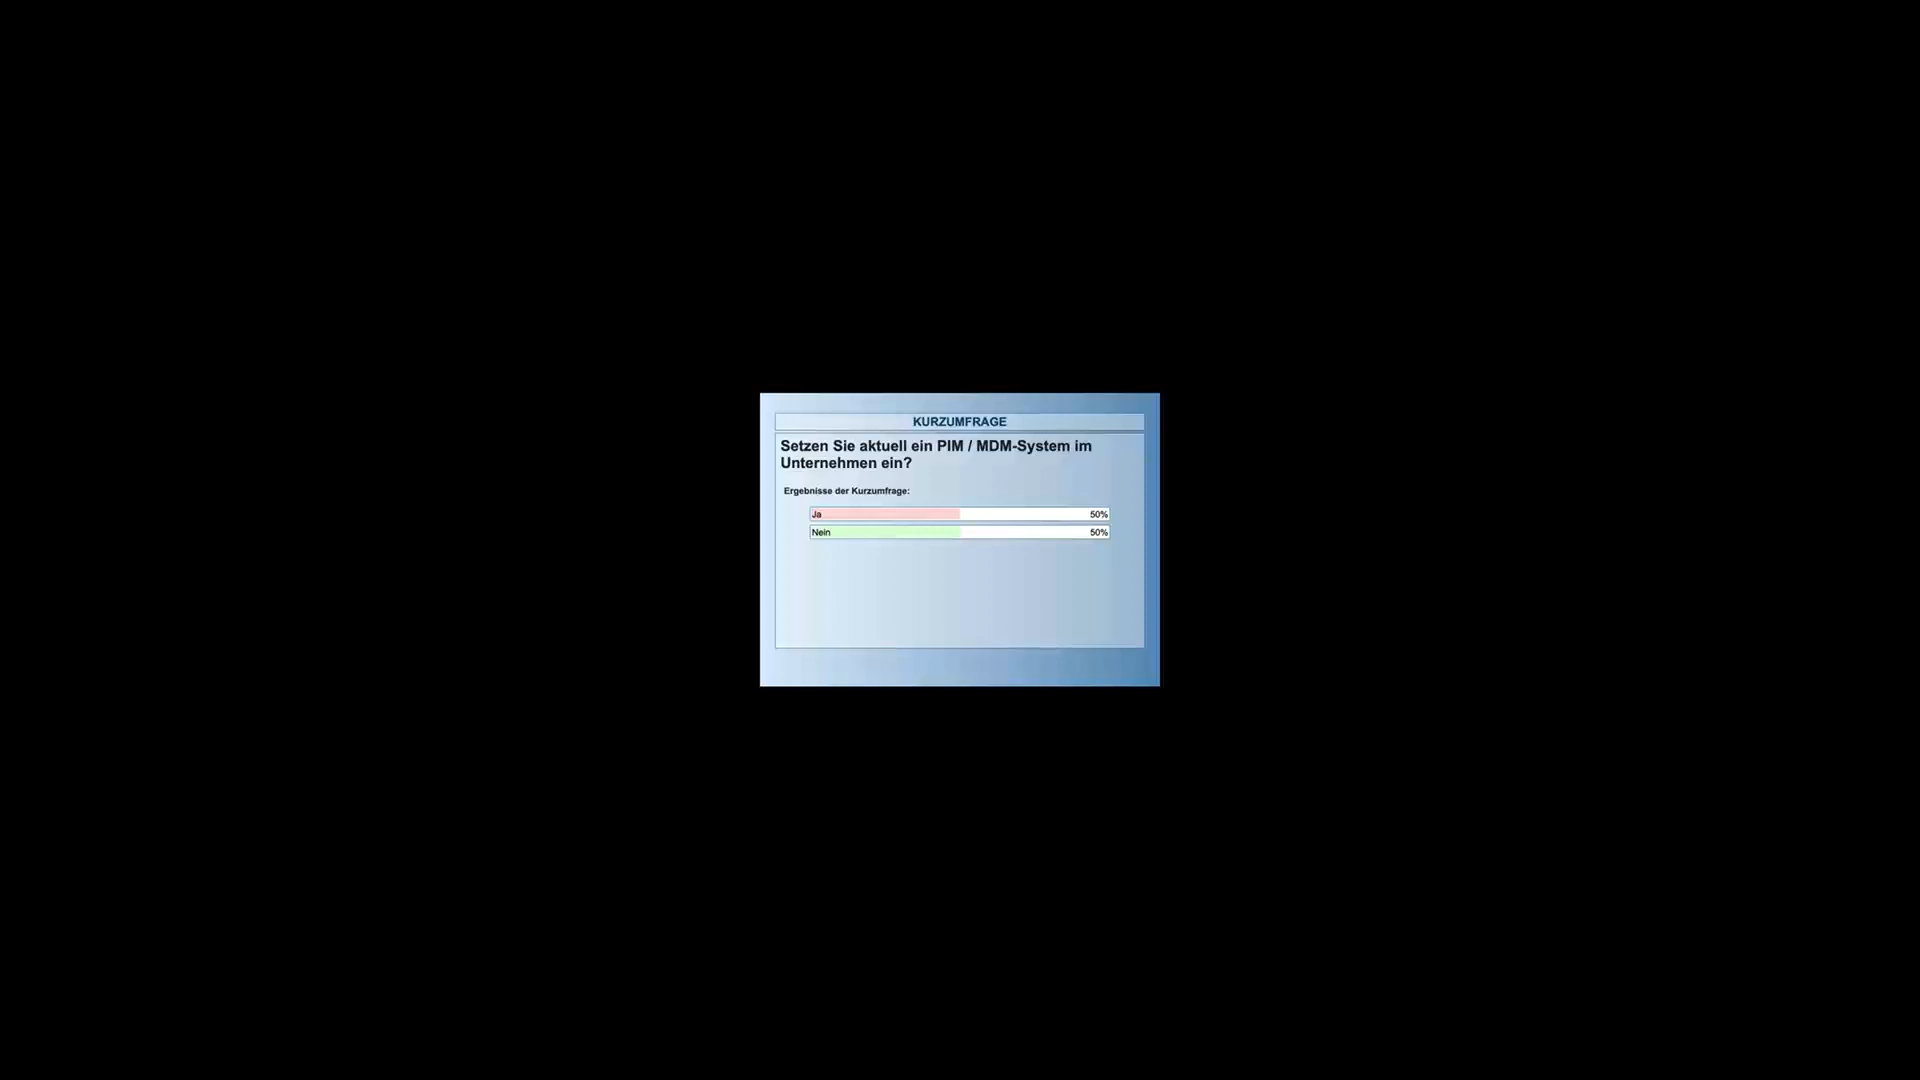 KURZUMFRAGE
Setzen Sie aktuell ein PIM / MDM-System im
Unternehmen ein?
Ergebnisse der Kurzumfrage:
Ja 50%
Nein 50%